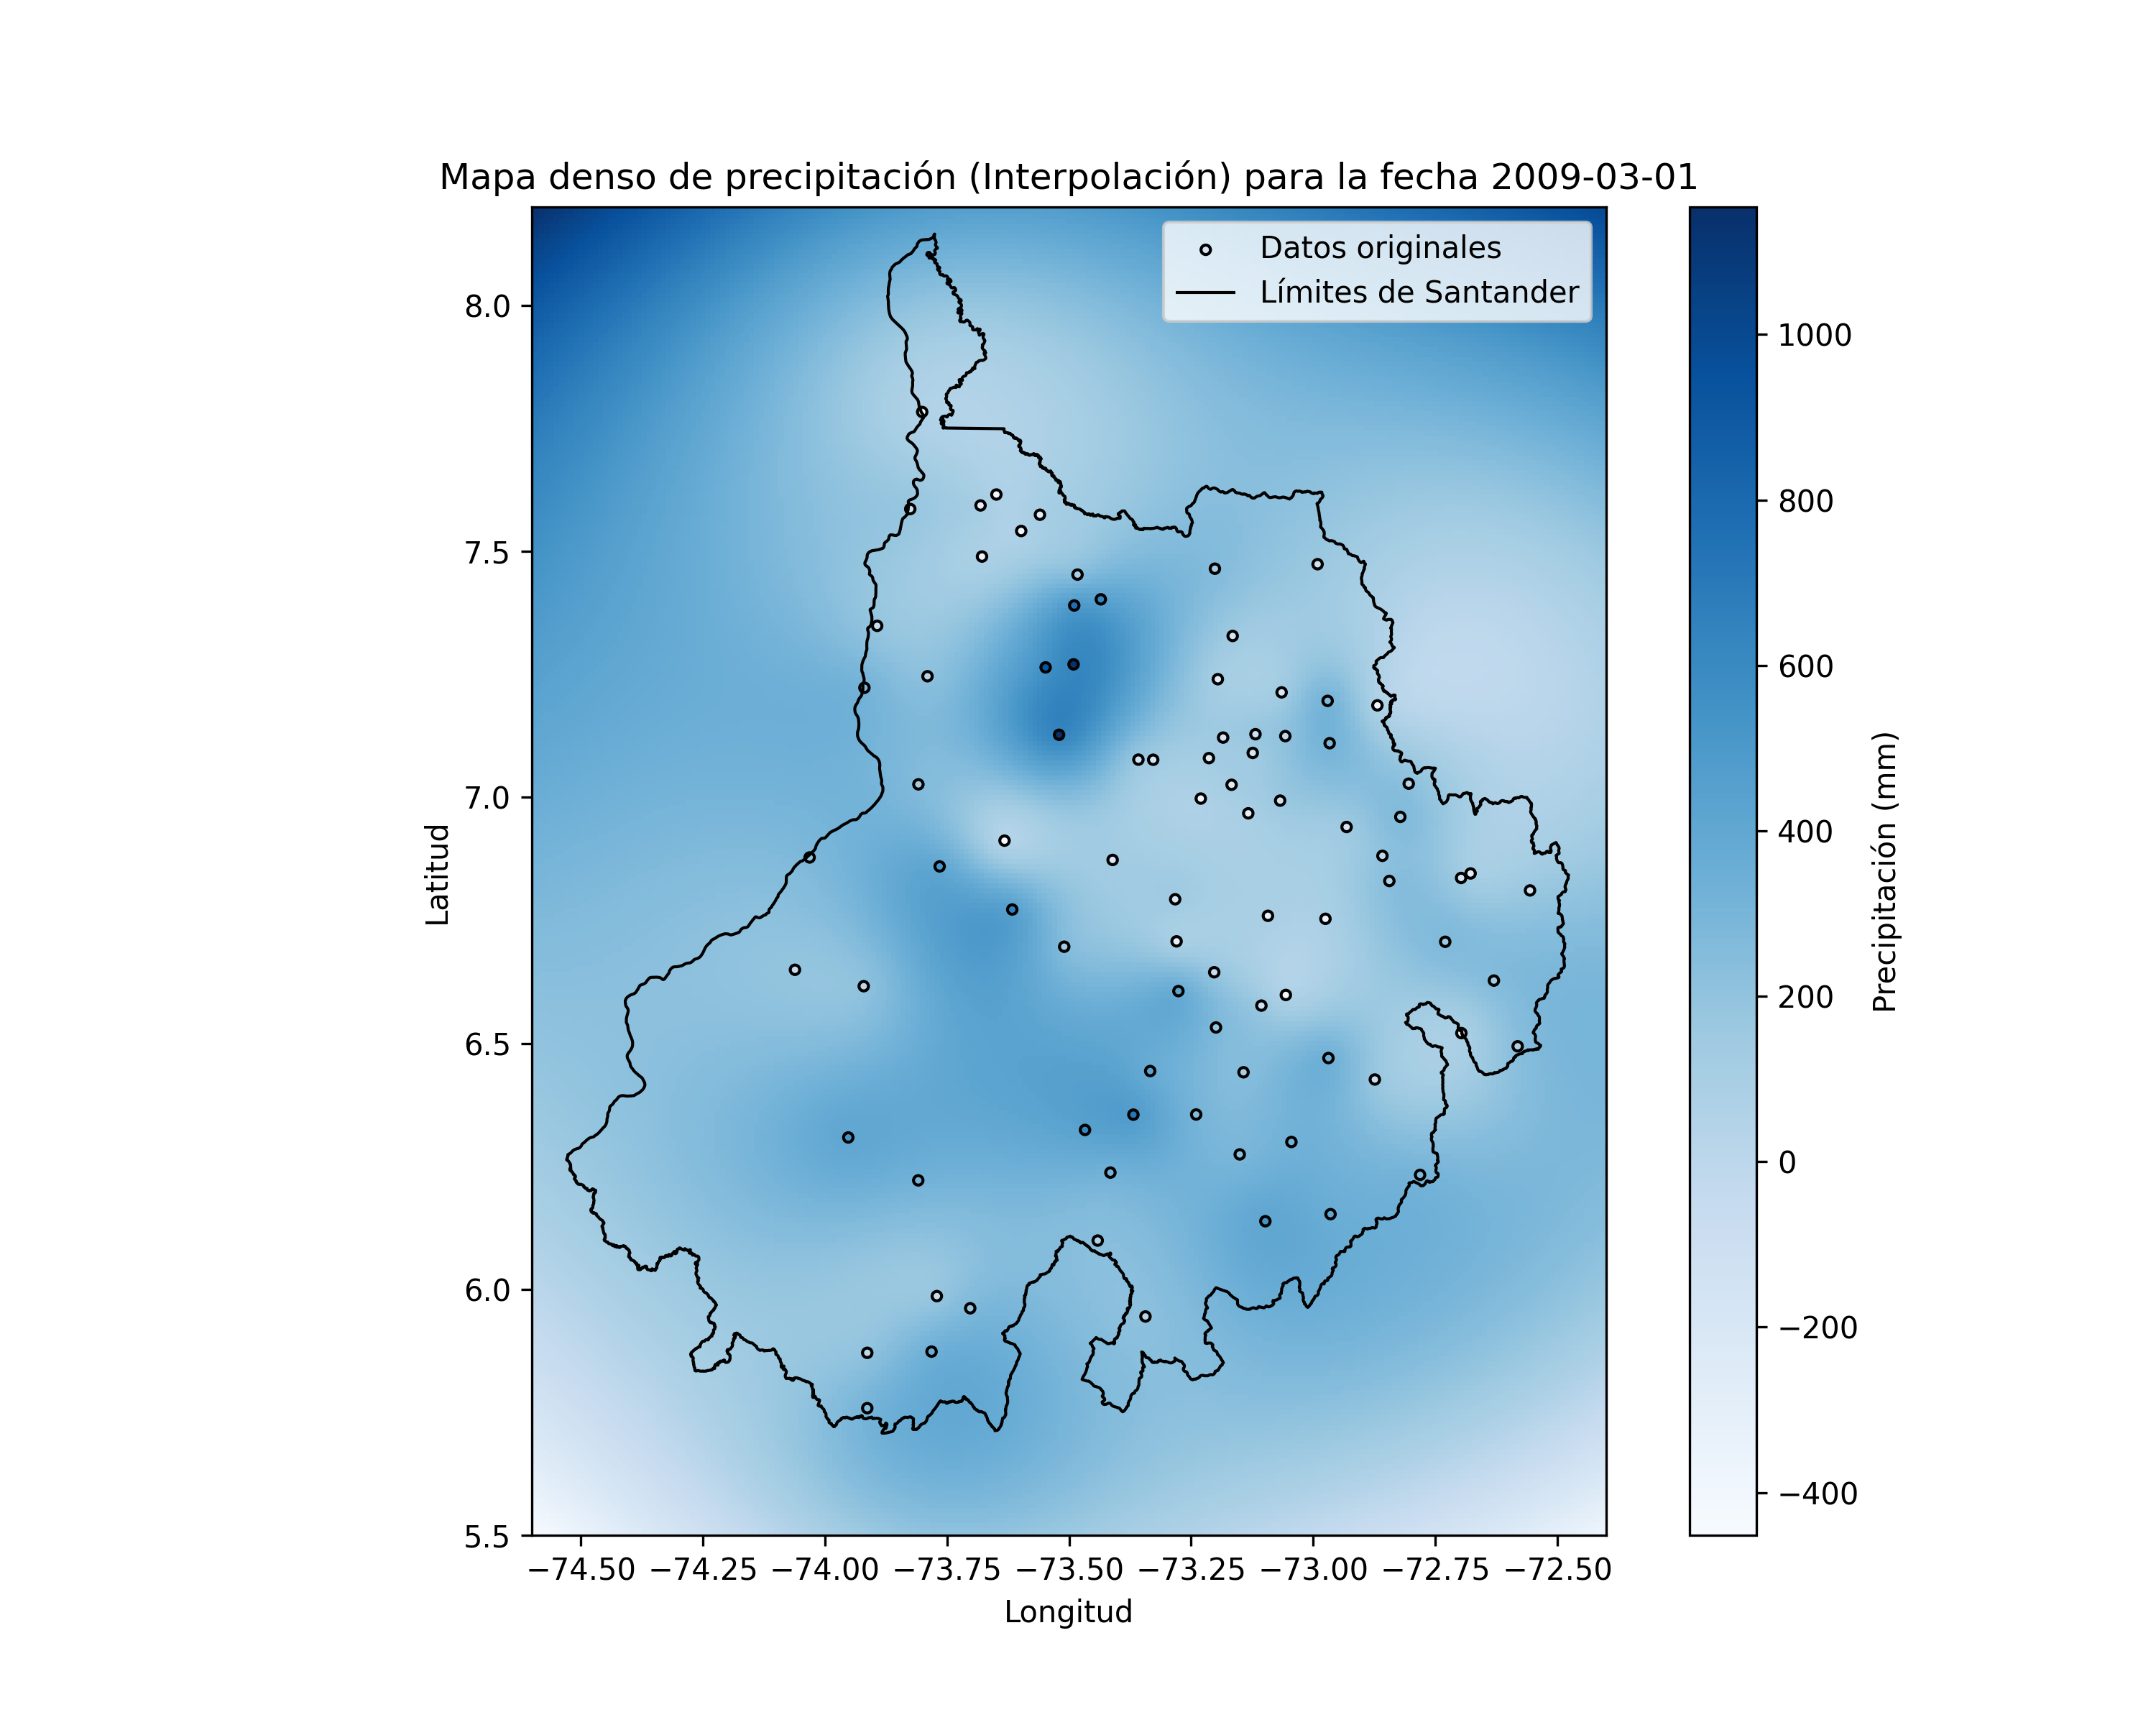 Mapa denso de precipitación (Interpolación) para la fecha 2009-03-01
Datos originales
Límites de Santander
8.0
7.5
7.0
6.5
6.0
5.5
Latitud
−74.50 −74.25 −74.00 −73.75 −73.50 −73.25 −73.00 −72.75 −72.50
Longitud
1000
800
600
400
200
0
−200
−400
Precipitación (mm)